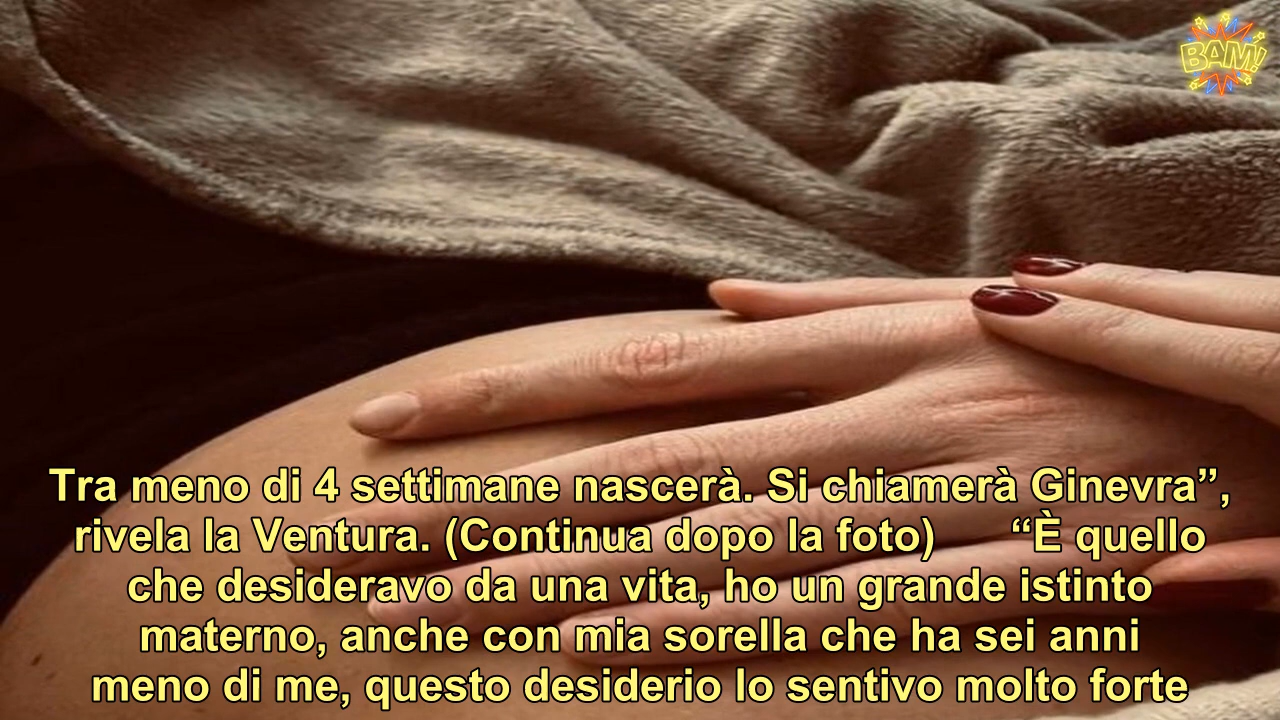 BAM!
Tra meno di 4 settimane nascerà. Si chiamerà Ginevra”,
rivela la Ventura. (Continua dopo la foto) “È quello
che desideravo da una vita, ho un grande istinto
materno, anche con mia sorella che ha sei anni
meno di me, questo desiderio lo sentivo molto forte